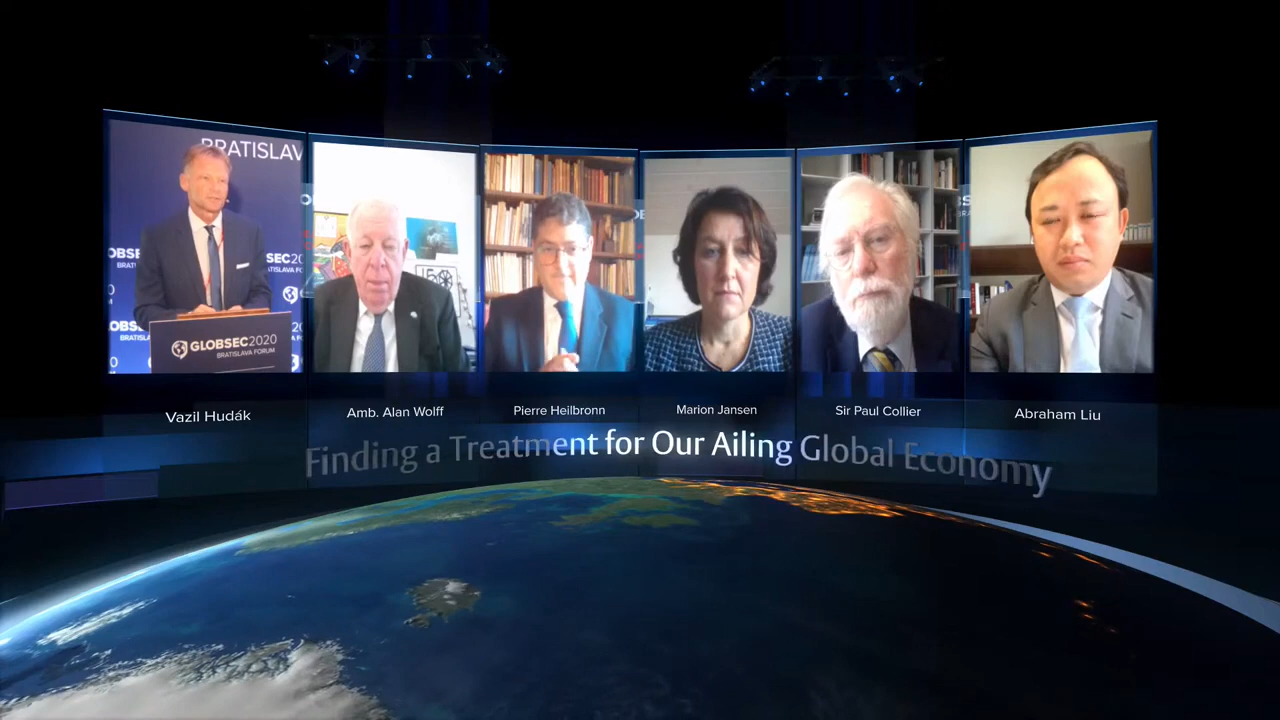 BRATISLAV
GLOBSEC2020
BRATISLAVA FORUM
Vazil Hudák
Amb. Alan Wolff
Pierre Heilbronn
Marion Jansen
Sir Paul Collier
Abraham Liu
Finding a Treatment for Our Ailing Global Economy